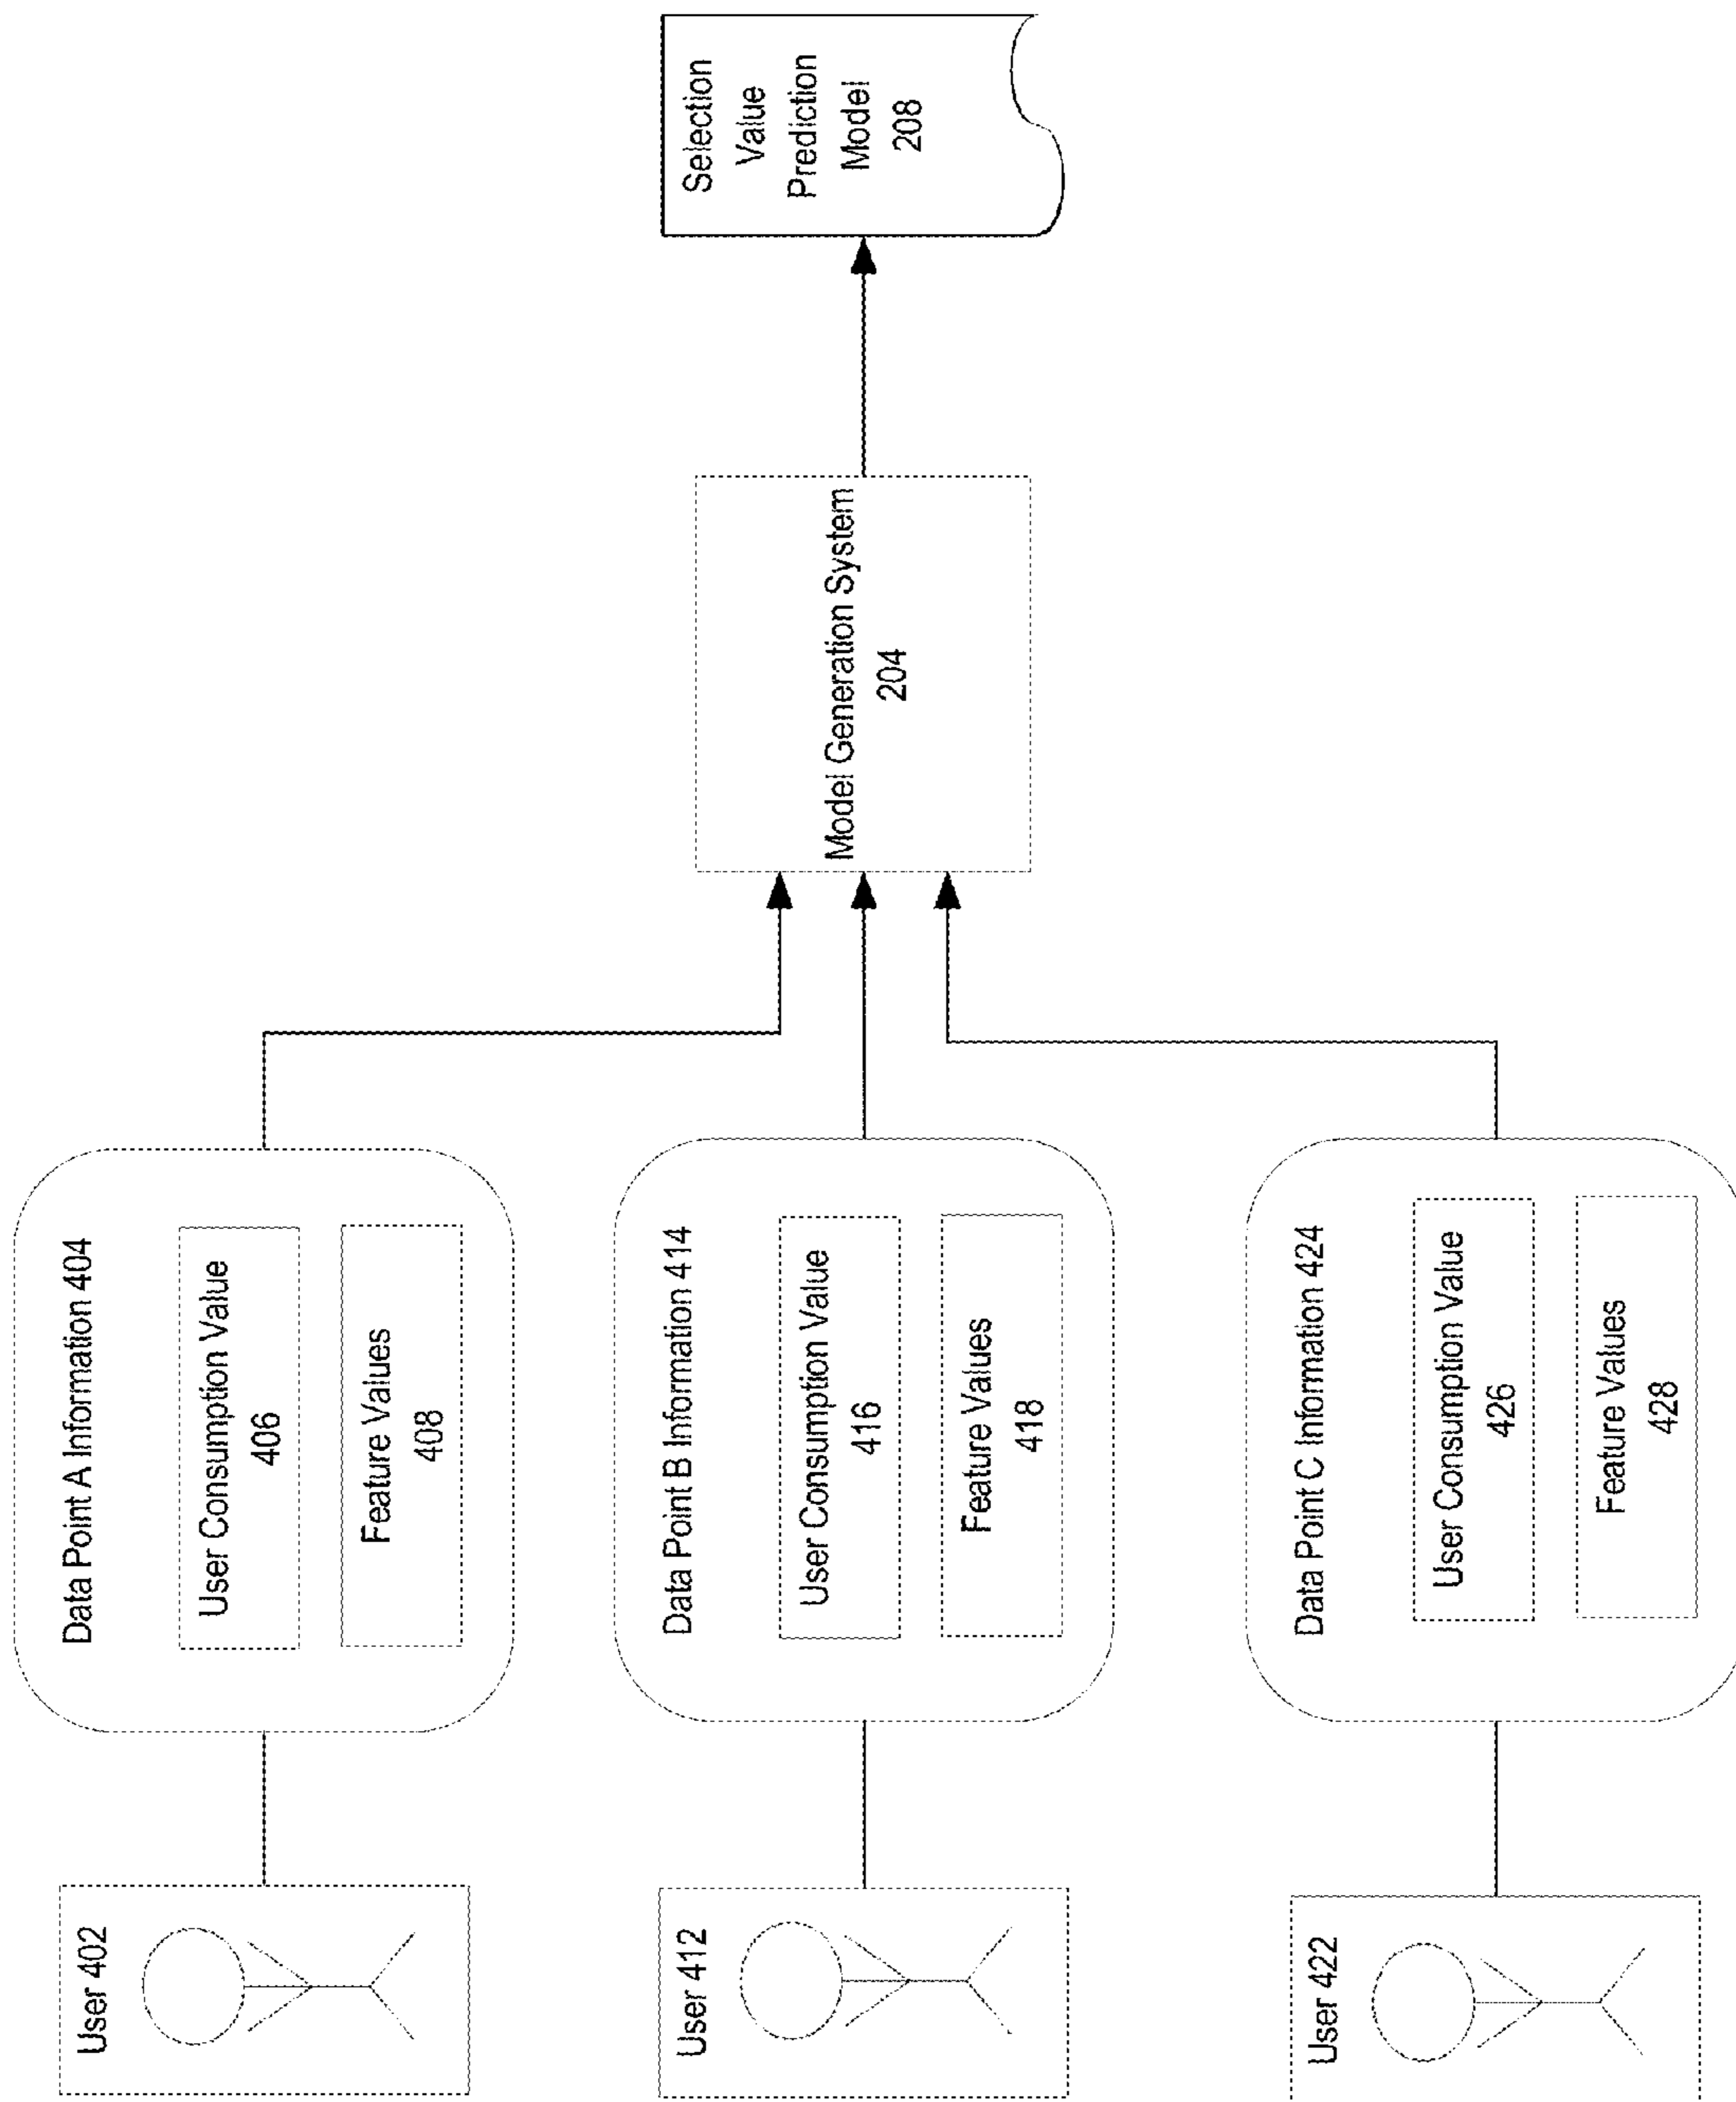 User 402
Data Point A Information 404
User Consumption Value
406
Feature Values
408
User 412
Data Point B Information 414
User Consumption Value
416
Feature Values
418
User 422
Data Point C Information 424
User Consumption Value
426
Feature Values
428
Model Generation System
204
Selection
Value
Prediction
Model
208